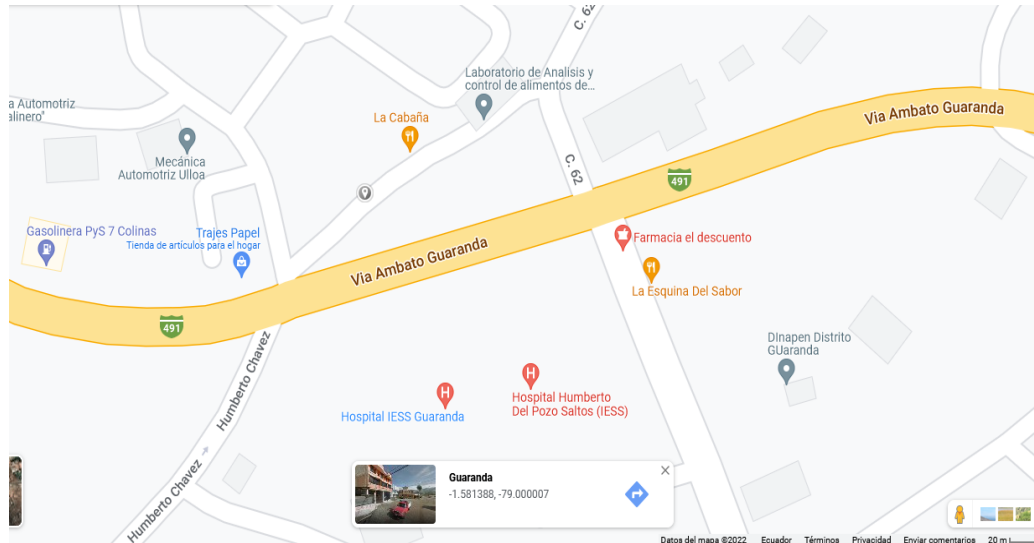 C. 62
Laboratorio de Analisis y
control de alimentos de...
a Automotriz
alinero"
La Cabaña
Via Ambato Guaranda
Mecánica
Automotriz Ulloa
C. 62
491
Gasolinera PyS 7 Colinas
Trajes Papel
Tienda de artículos para el hogar
Farmacia el descuento
Via Ambato Guaranda
La Esquina Del Sabor
491
DInapen Distrito
GUaranda
Humberto Chavez
Hospital Humberto
Del Pozo Saltos (IESS)
Hospital IESS Guaranda
Humberto Chavez
Guaranda
-1.581388, -79.000007
Datos del mapa ©2022 Ecuador Términos Privacidad Enviar comentarios 20 m